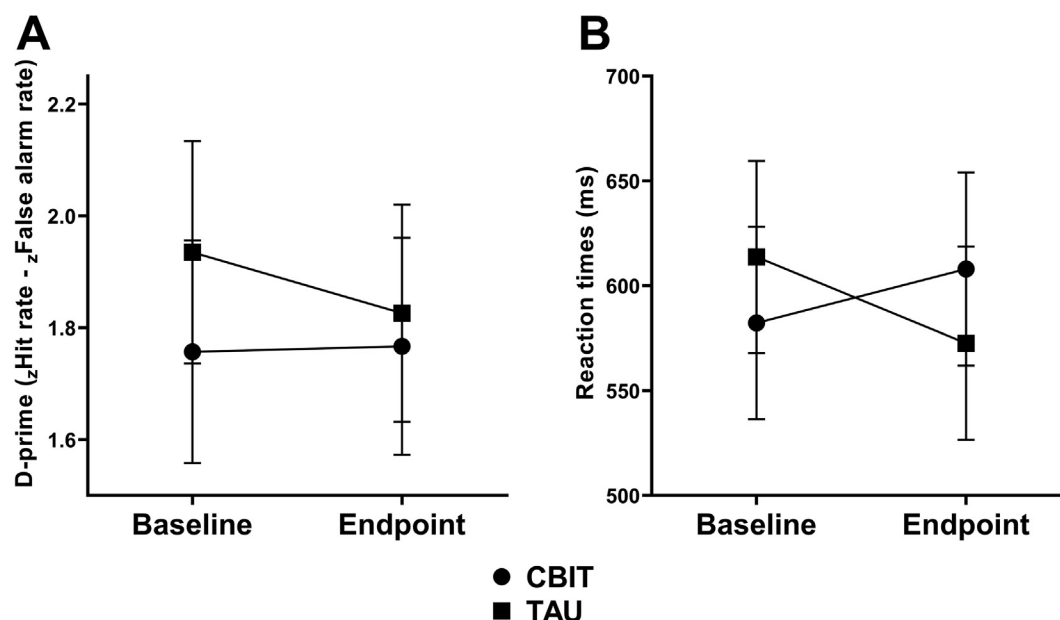 A
D-prime (zHit rate - zFalse alarm rate)
2.2
2.0
1.8
1.6
Baseline
Endpoint
B
Reaction times (ms)
700
650
600
550
500
Baseline
Endpoint
CBIT
TAU